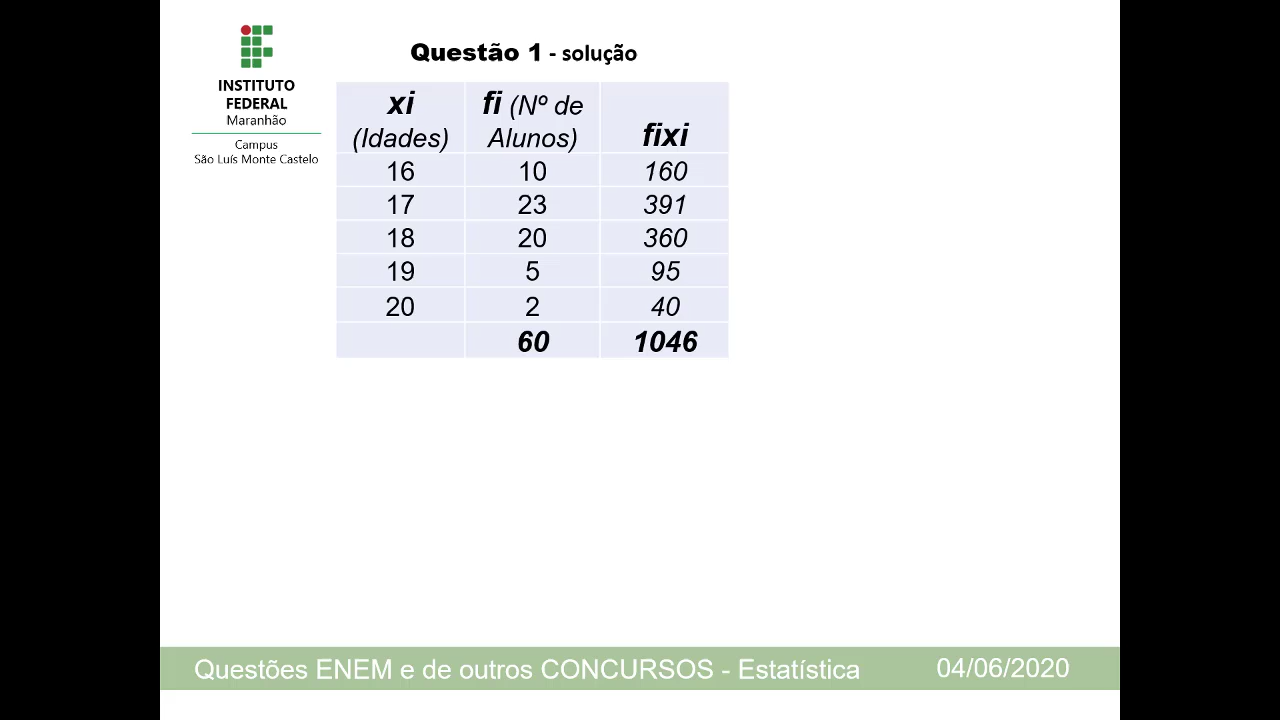 INSTITUTO
FEDERAL
Maranhão
Campus
São Luís Monte Castelo
Questão 1 - solução
xi (Idades) fi (Nº de Alunos) fixi
16 10 160
17 23 391
18 20 360
19 5 95
20 2 40
60 1046
Questões ENEM e de outros CONCURSOS - Estatística 04/06/2020